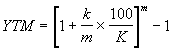 YTM = [1 + k/m × 100/K]^m − 1